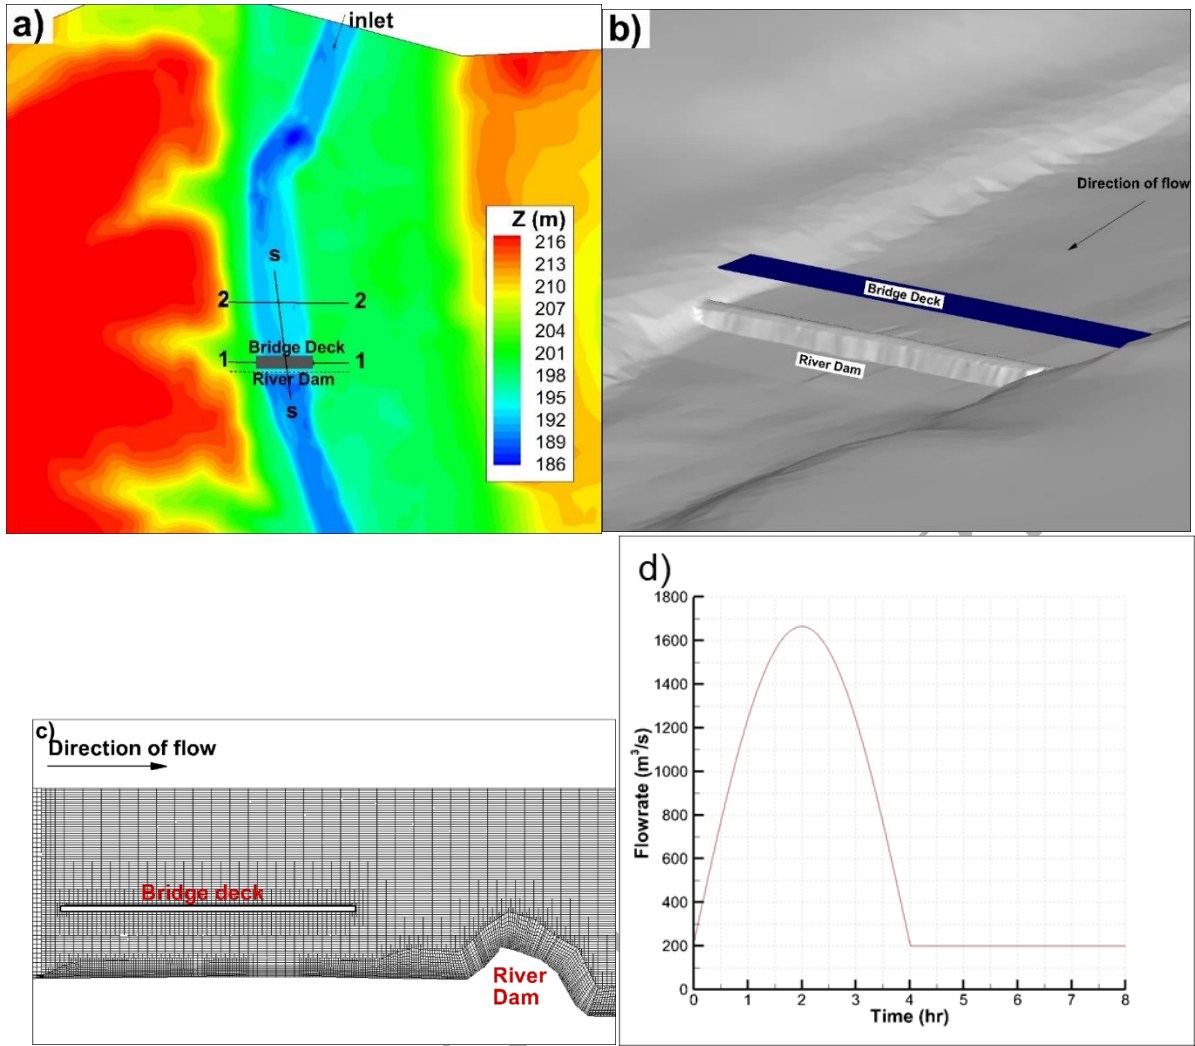 a)
inlet
Z (m)
216
213
210
207
204
201
198
195
192
189
186
s
2 2
Bridge Deck
1 1
River Dam
s
b)
Direction of flow
Bridge Deck
River Dam
c)
Direction of flow
Bridge deck
River
Dam
d)
Flowrate (m³/s)
1800
1600
1400
1200
1000
800
600
400
200
0
0 1 2 3 4 5 6 7 8
Time (hr)